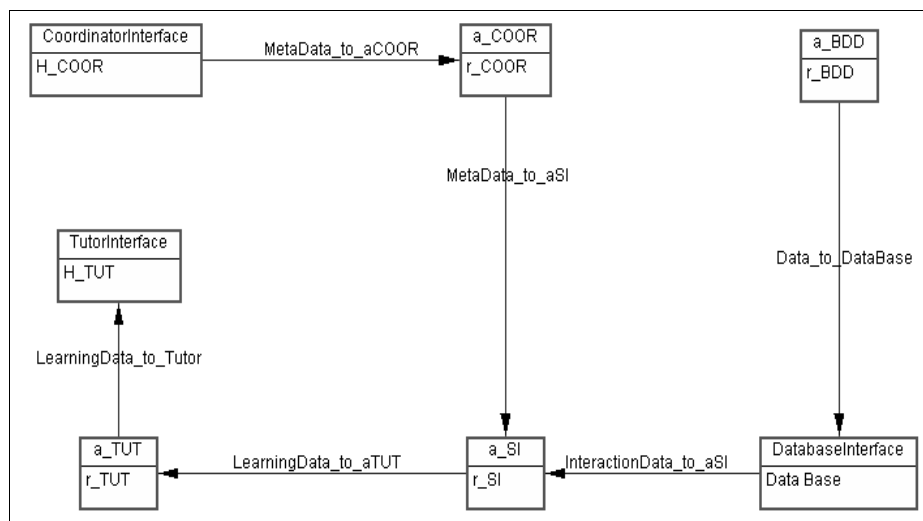 CoordinatorInterface
H_COOR
MetaData_to_aCOOR
a_COOR
r_COOR
a_BDD
r_BDD
MetaData_to_aSI
TutorInterface
H_TUT
Data_to_DataBase
LearningData_to_Tutor
a_TUT
r_TUT
LearningData_to_aTUT
a_SI
r_SI
InteractionData_to_aSI
DatabaseInterface
Data Base